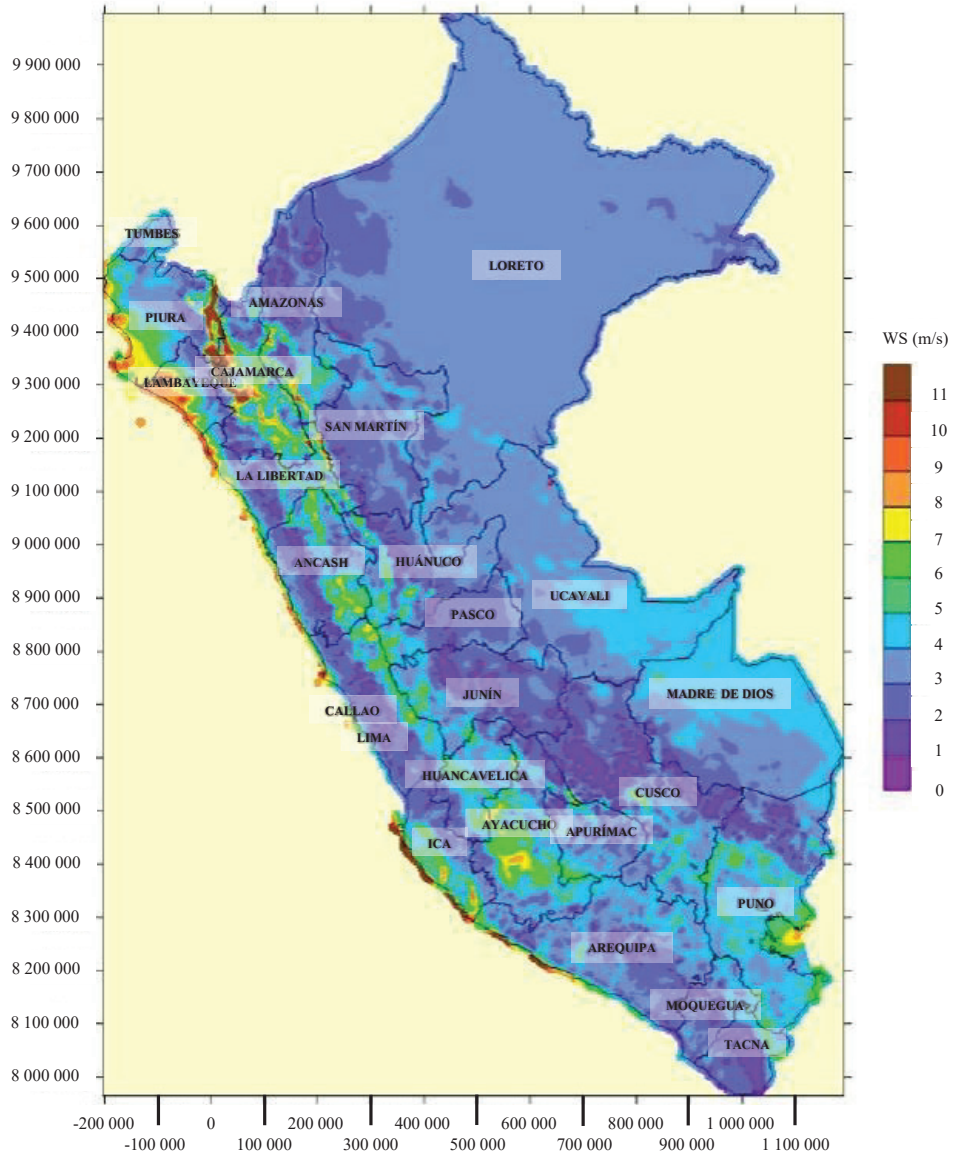 9 900 000
9 800 000
9 700 000
9 600 000
9 500 000
9 400 000
9 300 000
9 200 000
9 100 000
9 000 000
8 900 000
8 800 000
8 700 000
8 600 000
8 500 000
8 400 000
8 300 000
8 200 000
8 100 000
8 000 000
TUMBES
LORETO
AMAZONAS
PIURA
CAJAMARCA
LAMBAYEQUE
SAN MARTÍN
LA LIBERTAD
ANCASH
HUÁNUCO
UCAYALI
PASCO
JUNÍN
MADRE DE DIOS
CALLAO
LIMA
HUANCAVELICA
CUSCO
AYACUCHO
APURÍMAC
ICA
PUNO
AREQUIPA
MOQUEGUA
TACNA
WS (m/s)
11
10
9
8
7
6
5
4
3
2
1
0
-200 000 0 200 000 300 000 500 000 700 000 900 000 1 000 000
-100 000 100 000 400 000 600 000 800 000 1 100 000